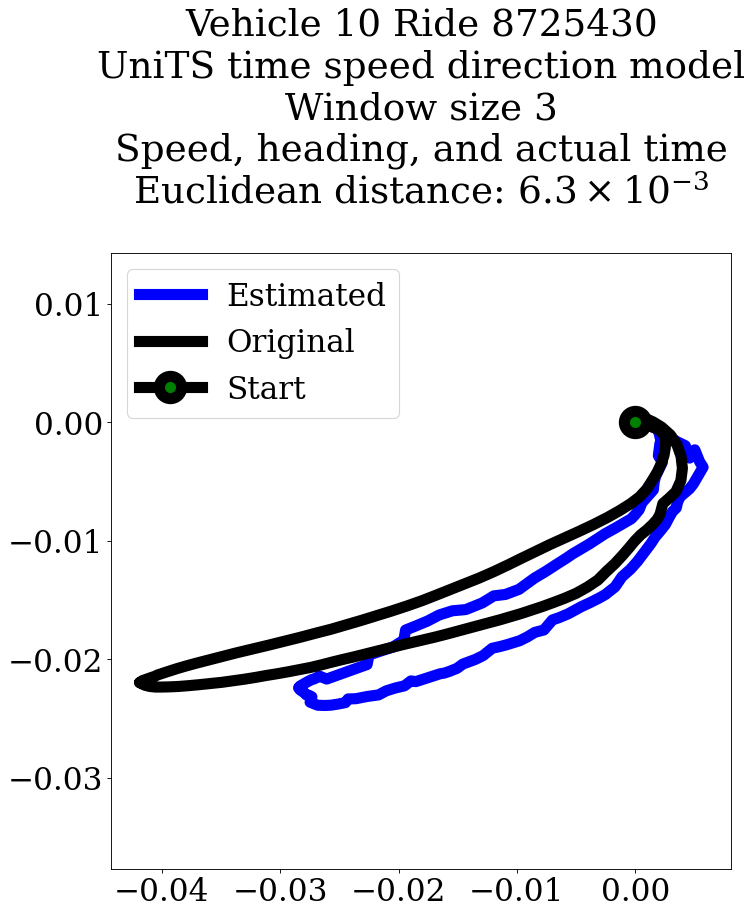 Vehicle 10 Ride 8725430
UniTS time speed direction model
Window size 3
Speed, heading, and actual time
Euclidean distance: 6.3 × 10⁻³
Estimated
Original
Start
0.01
0.00
−0.01
−0.02
−0.03
−0.04 −0.03 −0.02 −0.01 0.00